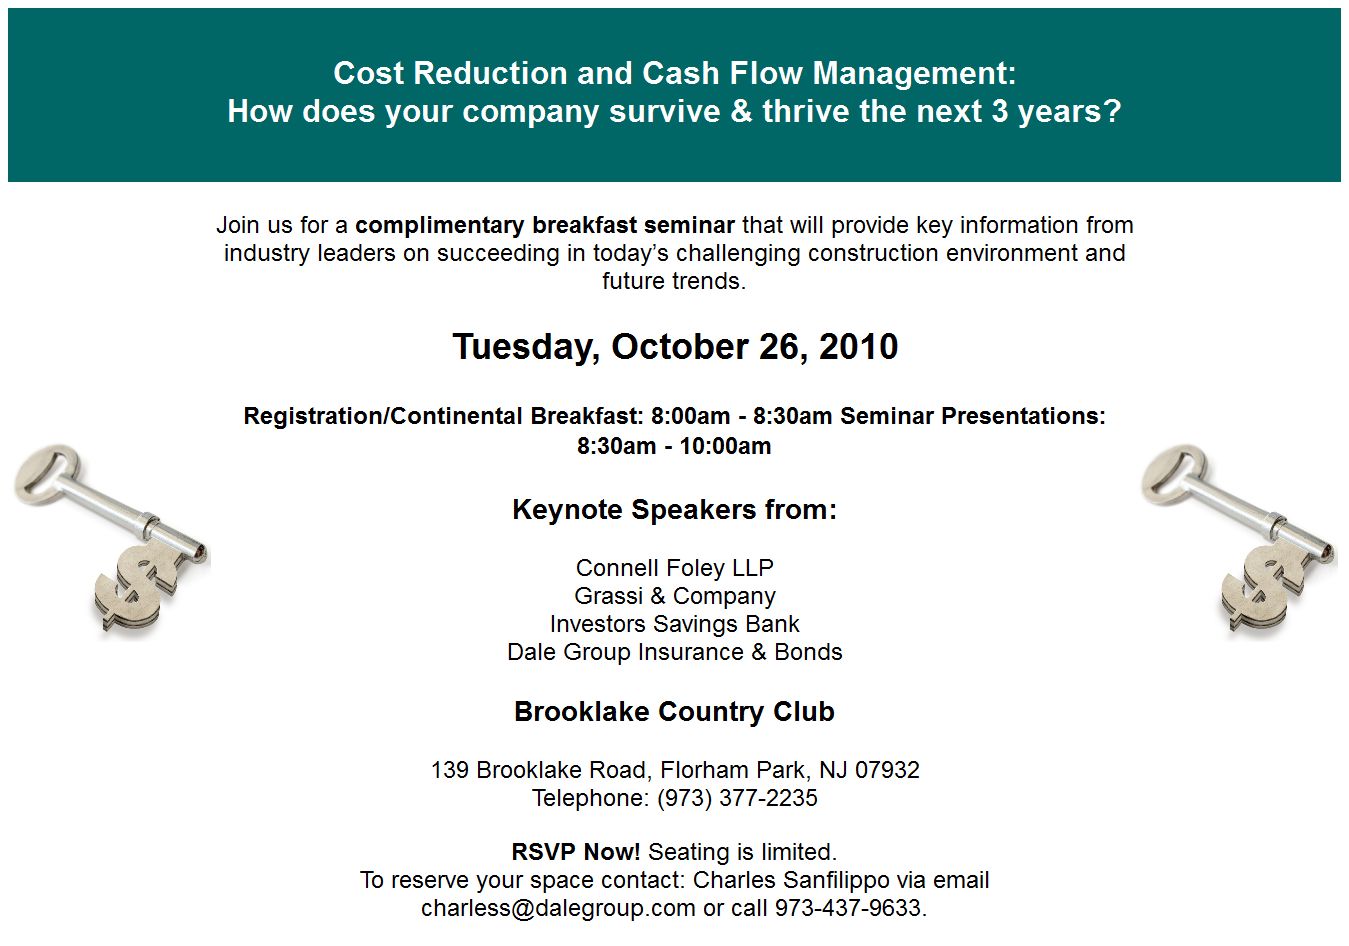 Cost Reduction and Cash Flow Management:
How does your company survive & thrive the next 3 years?
Join us for a complimentary breakfast seminar that will provide key information from
industry leaders on succeeding in today’s challenging construction environment and
future trends.
Tuesday, October 26, 2010
Registration/Continental Breakfast: 8:00am - 8:30am Seminar Presentations:
8:30am - 10:00am
Keynote Speakers from:
Connell Foley LLP
Grassi & Company
Investors Savings Bank
Dale Group Insurance & Bonds
Brooklake Country Club
139 Brooklake Road, Florham Park, NJ 07932
Telephone: (973) 377-2235
RSVP Now! Seating is limited.
To reserve your space contact: Charles Sanfilippo via email
charless@dalegroup.com or call 973-437-9633.